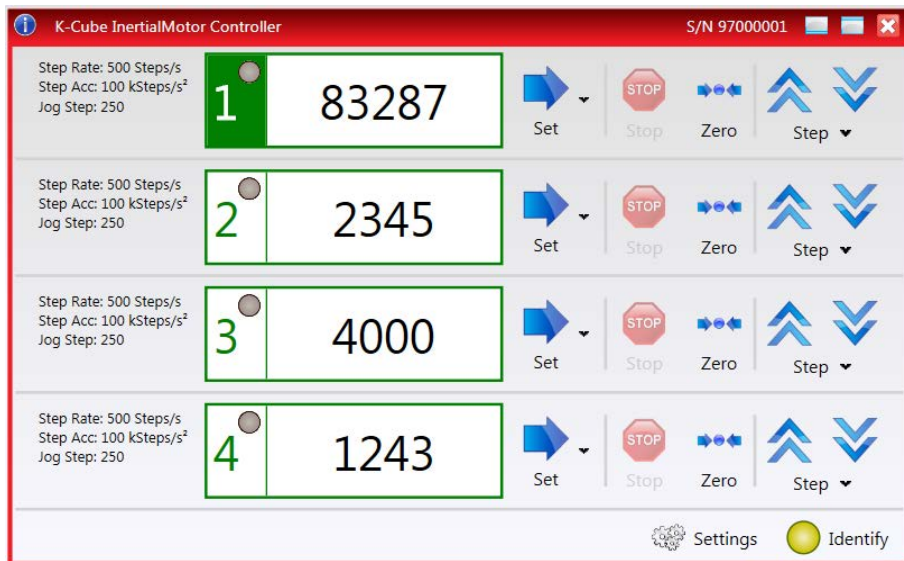 K-Cube InertialMotor Controller S/N 97000001
Step Rate: 500 Steps/s
Step Acc: 100 kSteps/s²
Jog Step: 250
1 83287
Set STOP Stop Zero Step
Step Rate: 500 Steps/s
Step Acc: 100 kSteps/s²
Jog Step: 250
2 2345
Set STOP Stop Zero Step
Step Rate: 500 Steps/s
Step Acc: 100 kSteps/s²
Jog Step: 250
3 4000
Set STOP Stop Zero Step
Step Rate: 500 Steps/s
Step Acc: 100 kSteps/s²
Jog Step: 250
4 1243
Set STOP Stop Zero Step
Settings Identify